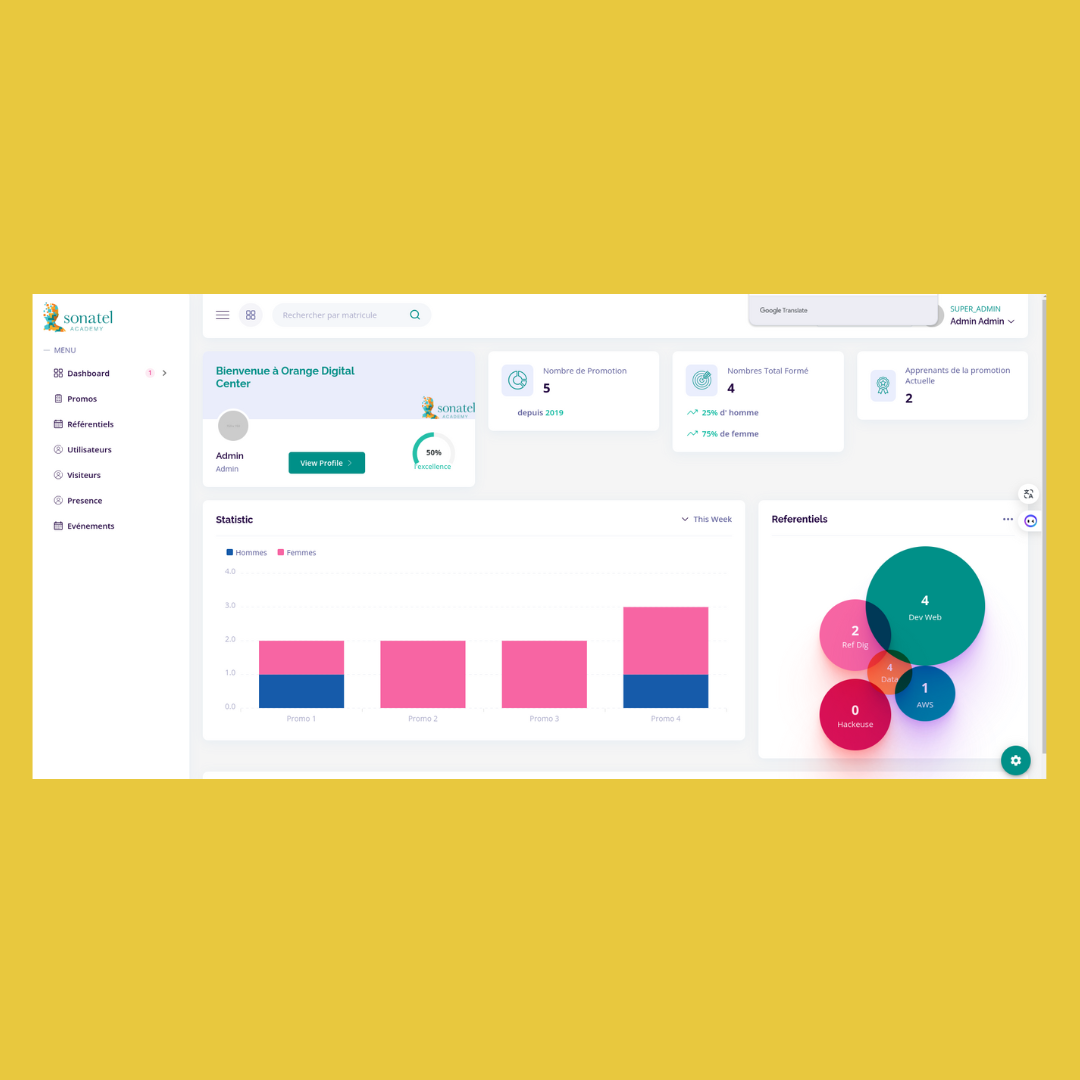 sonatel
ACADEMY
MENU
Dashboard 1
Promos
Référentiels
Utilisateurs
Visiteurs
Presence
Evénements
Rechercher par matricule
Google Translate
SUPER_ADMIN
Admin Admin
Bienvenue à Orange Digital
Center
sonatel
ACADEMY
Admin
Admin
View Profile
50%
l'excellence
Nombre de Promotion
5
depuis 2019
Nombres Total Formé
4
25% d' homme
75% de femme
Apprenants de la promotion
Actuelle
2
Statistic
This Week
Hommes Femmes
4.0
3.0
2.0
1.0
0.0
Promo 1 Promo 2 Promo 3 Promo 4
Referentiels
4
Dev Web
2
Ref Dig
4
Data
1
AWS
0
Hackeuse